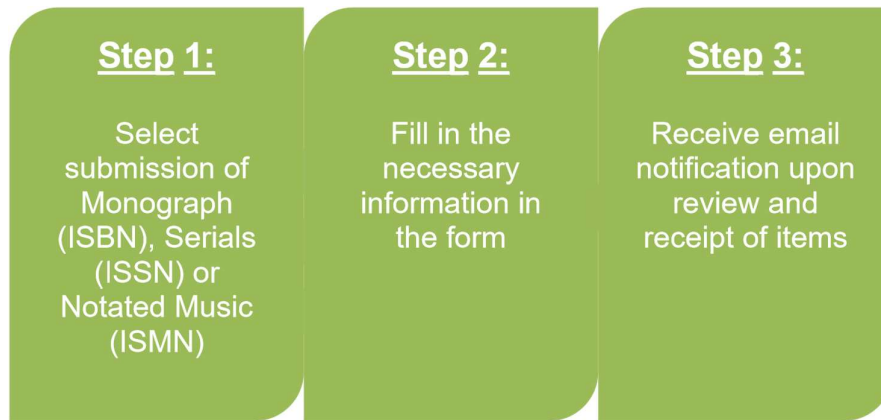 Step 1:
Select
submission of
Monograph
(ISBN), Serials
(ISSN) or
Notated Music
(ISMN)
Step 2:
Fill in the
necessary
information in
the form
Step 3:
Receive email
notification upon
review and
receipt of items